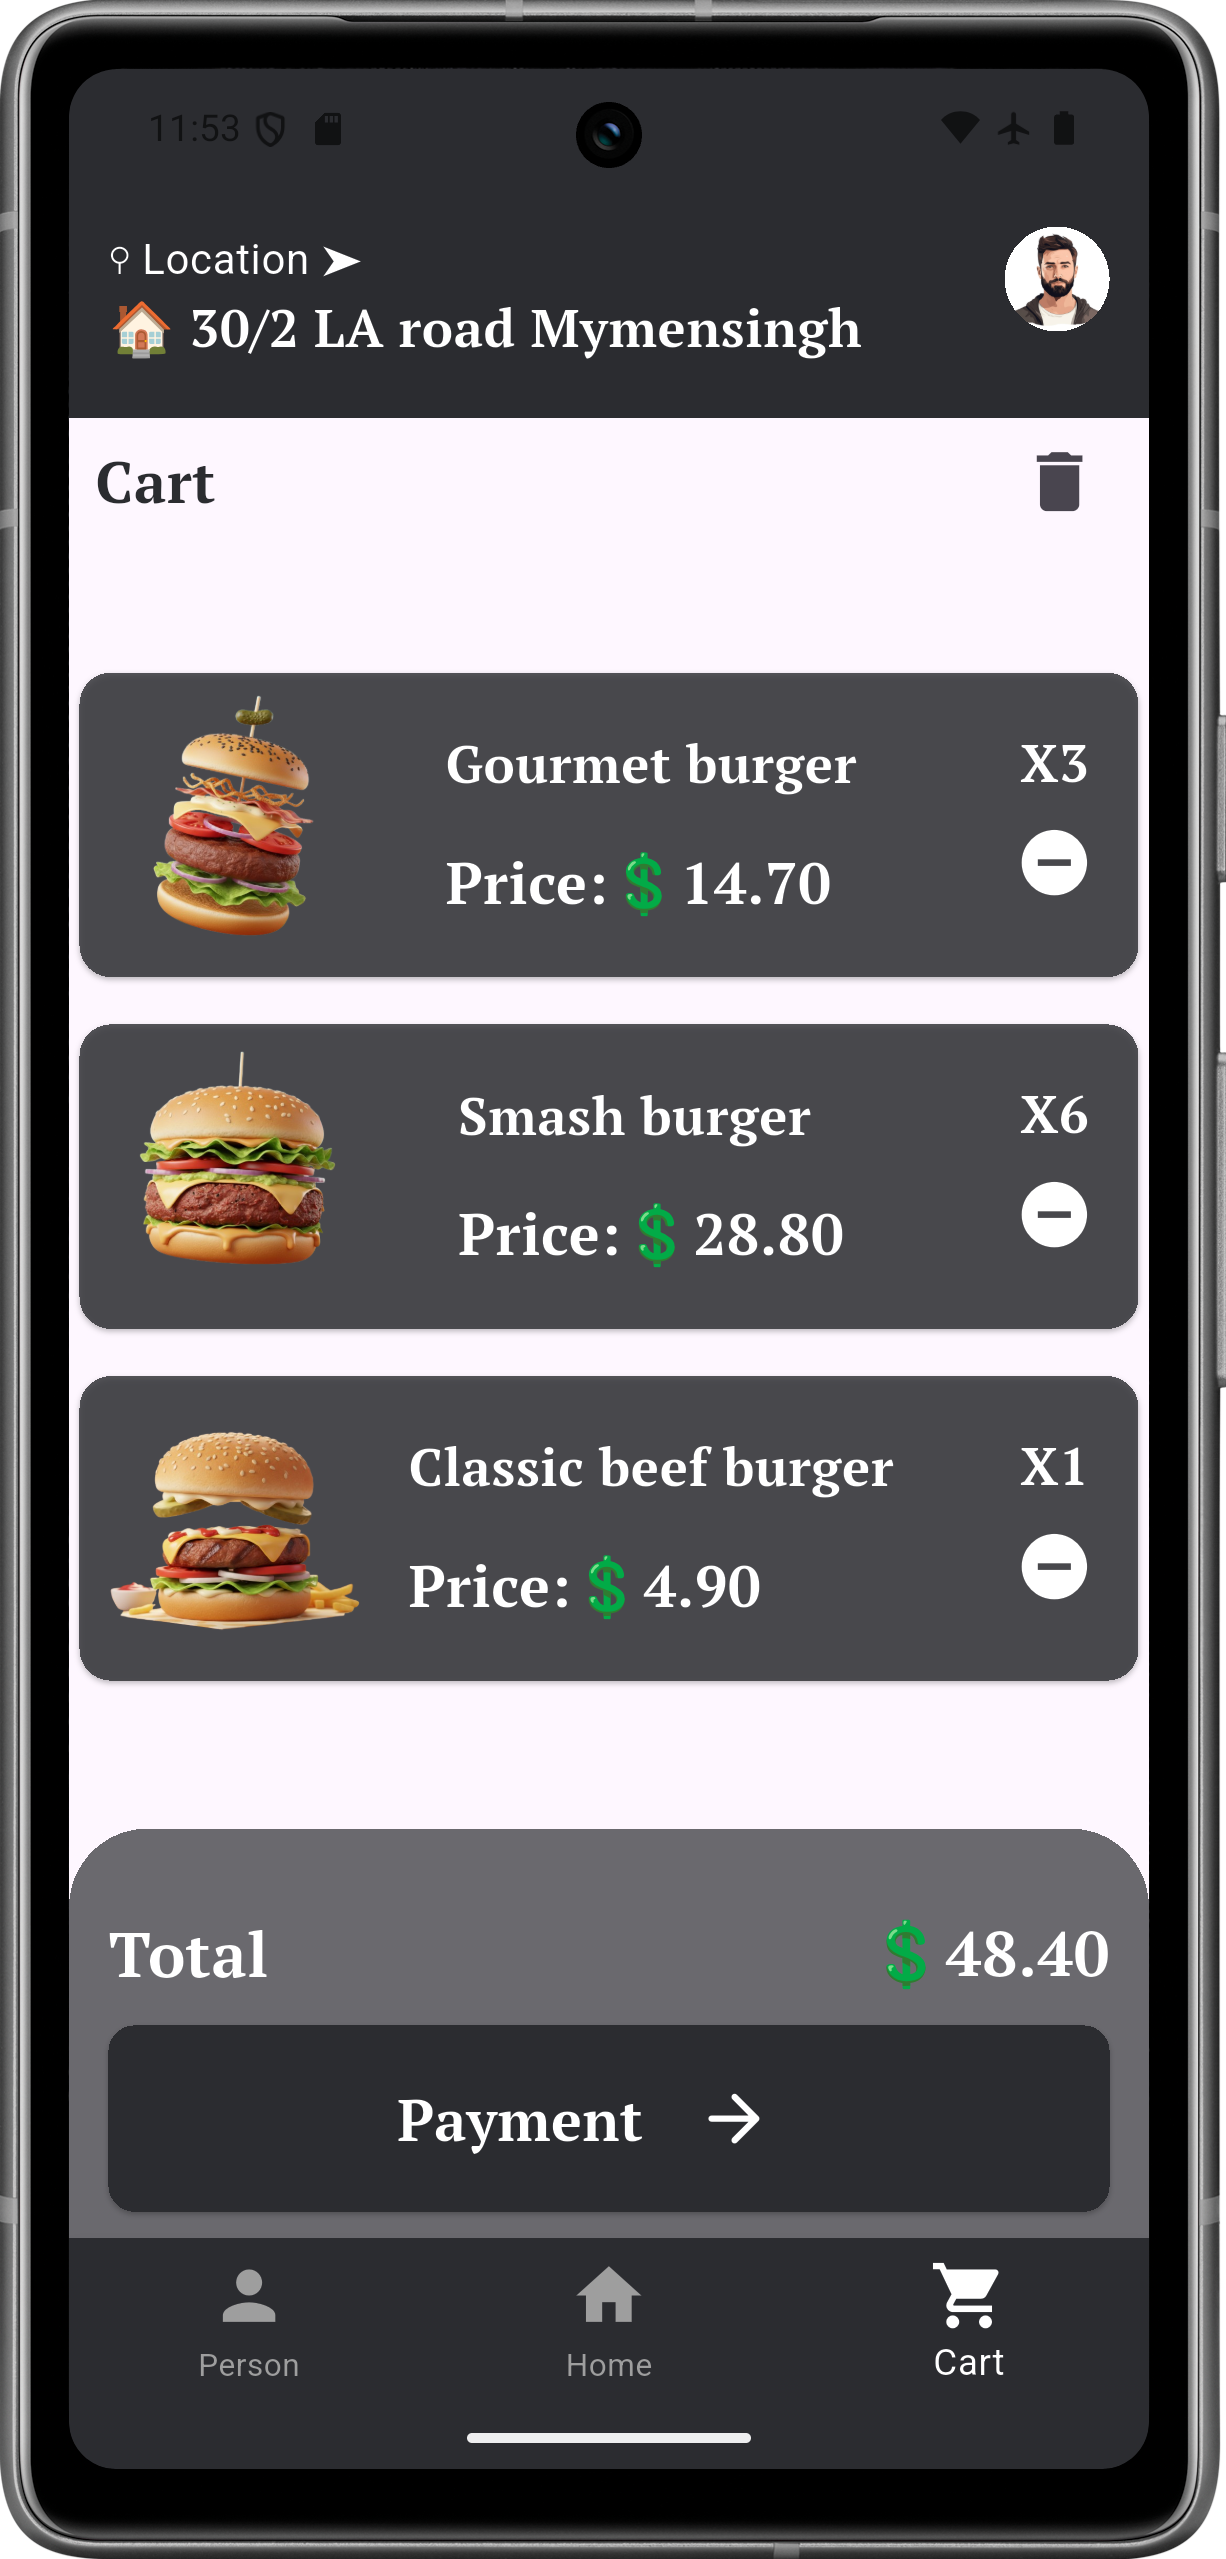 11:53
Location
30/2 LA road Mymensingh
Cart
Gourmet burger X3
Price: 💲 14.70
Smash burger X6
Price: 💲 28.80
Classic beef burger X1
Price: 💲 4.90
Total 💲 48.40
Payment →
Person Home Cart